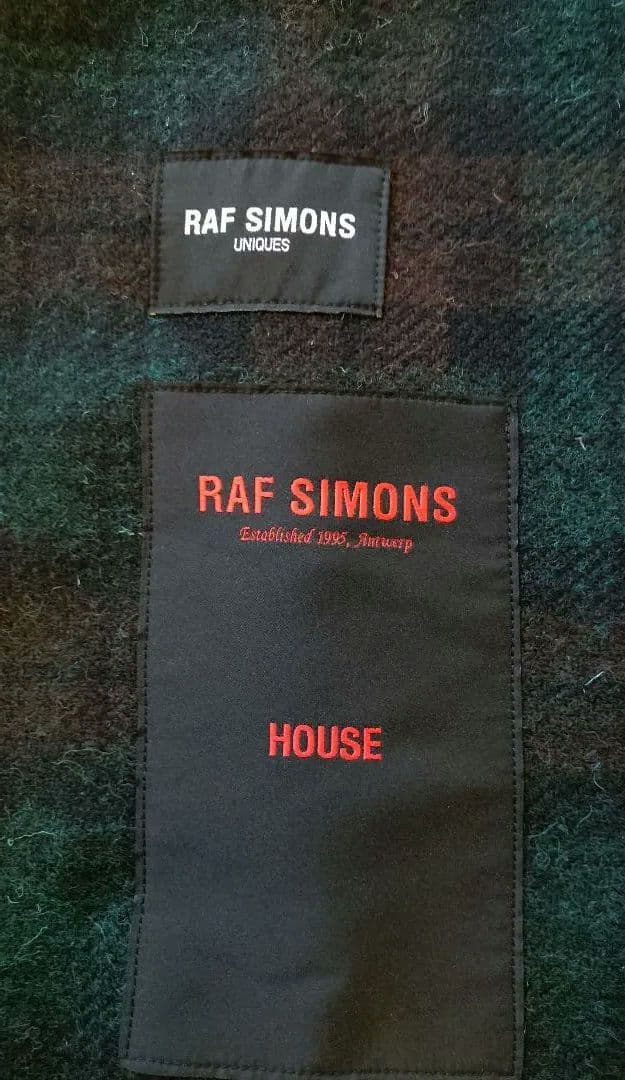 RAF SIMONS
UNIQUES
RAF SIMONS
Established 1995, Antwerp
HOUSE